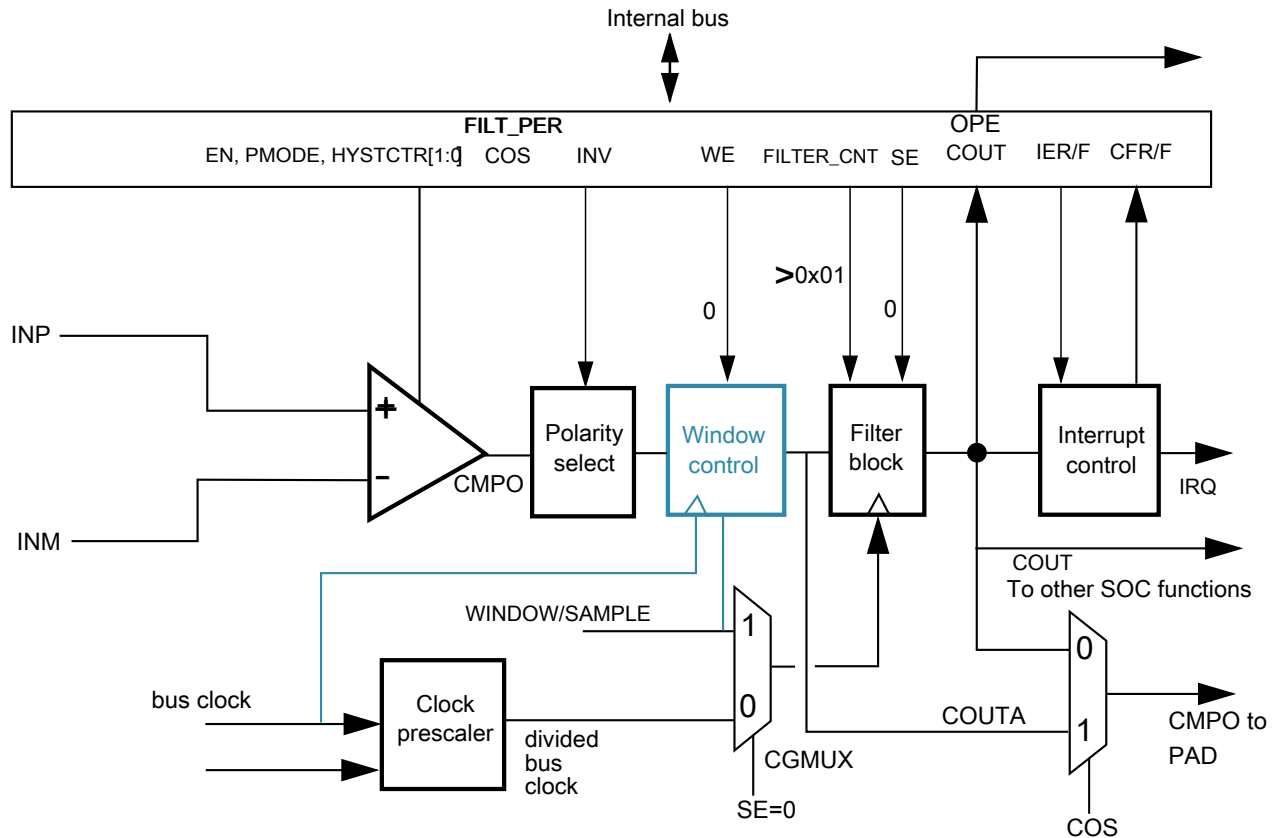 Internal bus
FILT_PER
OPE
EN, PMODE, HYSTCTR[1:0] COS INV WE FILTER_CNT SE COUT IER/F CFR/F
>0x01
0
0
INP
+
-
CMPO
Polarity
select
Window
control
Filter
block
Interrupt
control
IRQ
INM
COUT
To other SOC functions
WINDOW/SAMPLE
1
0
0
1
bus clock
Clock
prescaler
divided
bus
clock
COUTA
CMPO to
PAD
CGMUX
SE=0
COS